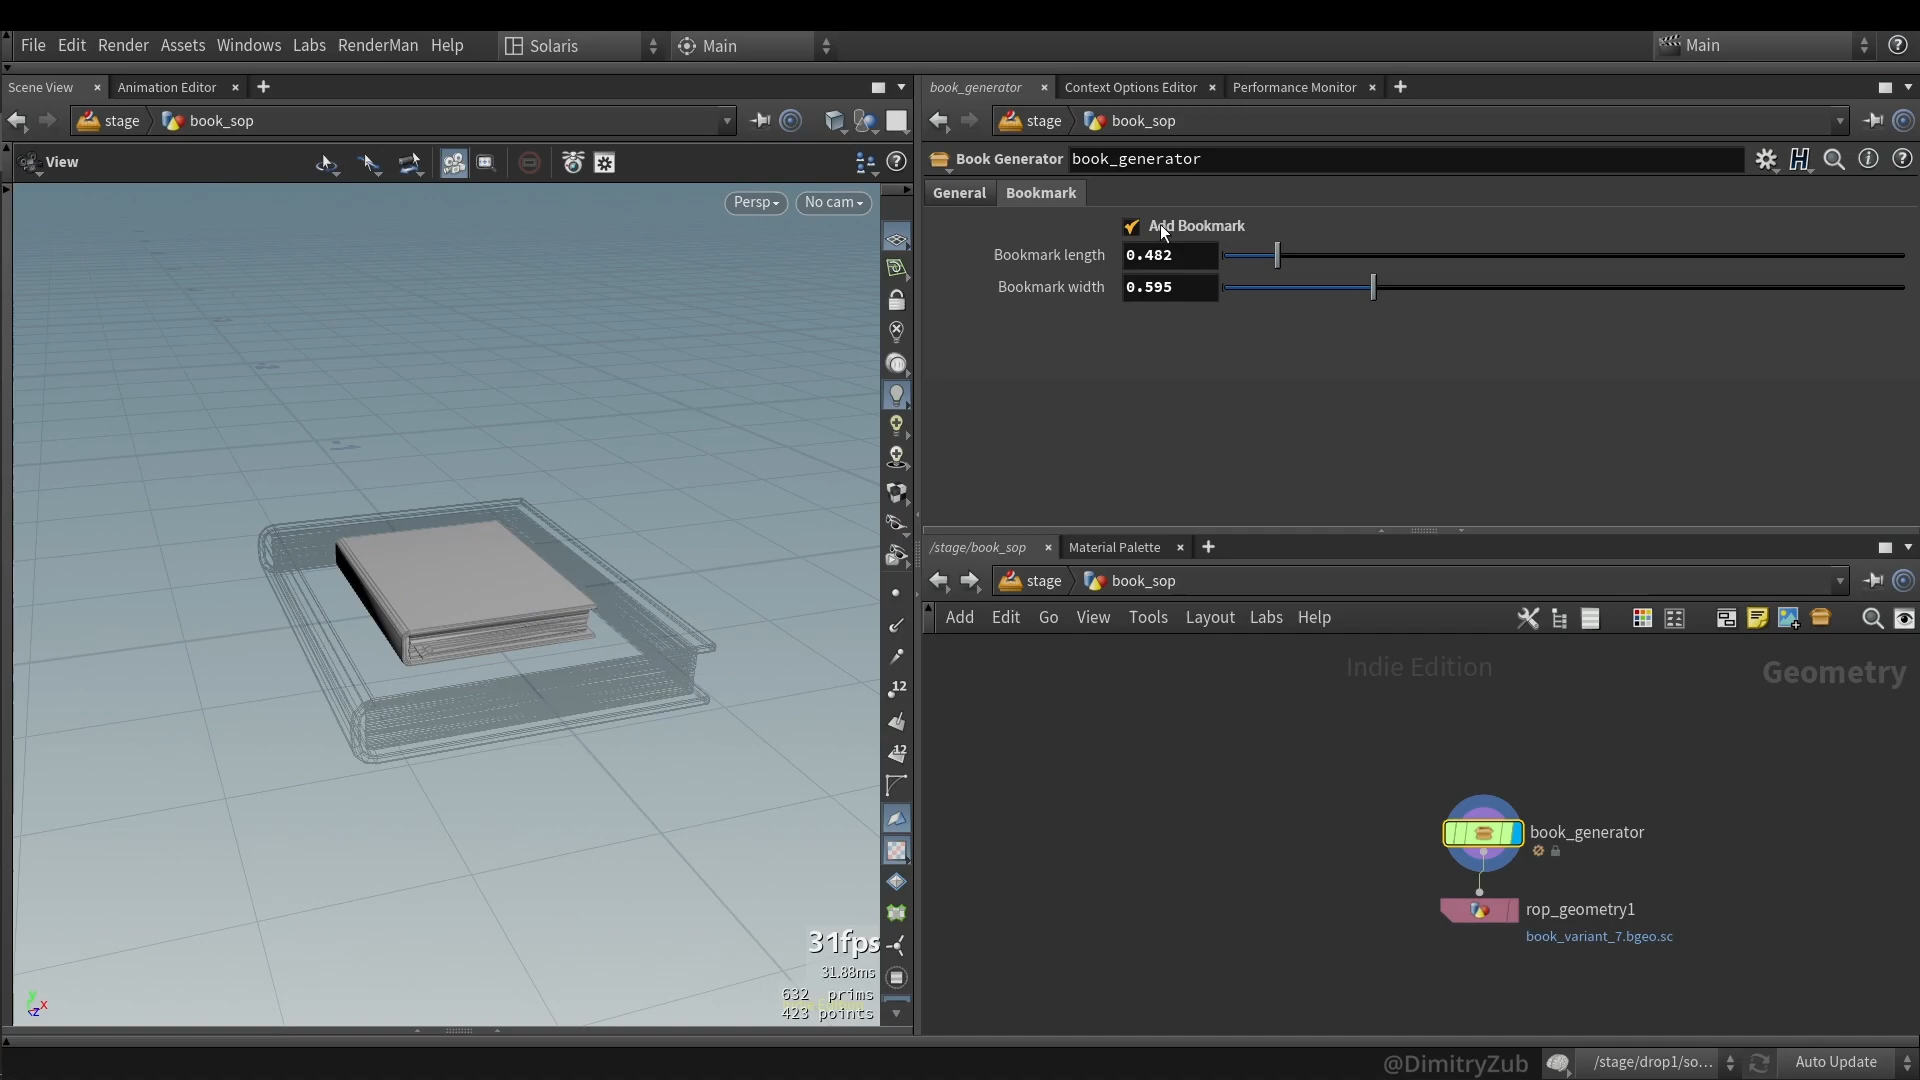 File Edit Render Assets Windows Labs RenderMan Help Solaris Main Main
Scene View Animation Editor
book_generator Context Options Editor Performance Monitor
stage book_sop
stage book_sop
View
Book Generator book_generator
Persp No cam
General Bookmark
Add Bookmark
Bookmark length 0.482
Bookmark width 0.595
/stage/book_sop Material Palette
stage book_sop
Add Edit Go View Tools Layout Labs Help
Indie Edition Geometry
12
12
book_generator
rop_geometry1
book_variant_7.bgeo.sc
31fps
31.88ms
632 prims
423 points
y x z
@DimitryZub /stage/drop1/so... Auto Update